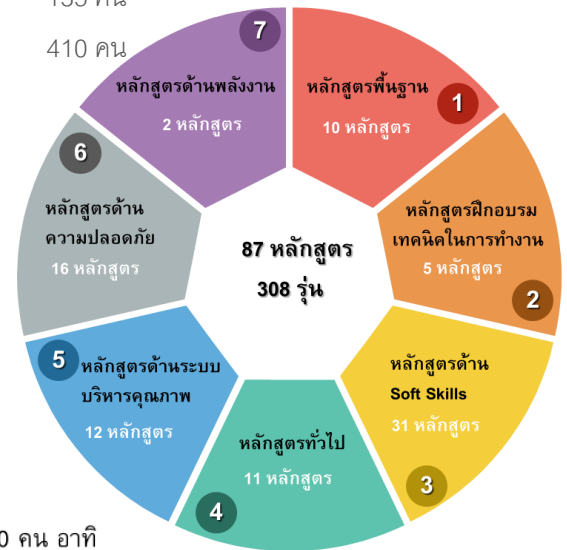 คน
410 คน
7
หลักสูตรด้านพลังงาน
2 หลักสูตร
หลักสูตรพื้นฐาน
1
10 หลักสูตร
6
หลักสูตรด้าน
ความปลอดภัย
16 หลักสูตร
หลักสูตรฝึกอบรม
เทคนิคในการทำงาน
5 หลักสูตร
2
87 หลักสูตร
308 รุ่น
5
หลักสูตรด้านระบบ
บริหารคุณภาพ
12 หลักสูตร
หลักสูตรด้าน
Soft Skills
31 หลักสูตร
3
หลักสูตรทั่วไป
11 หลักสูตร
4
0 คน อาทิ